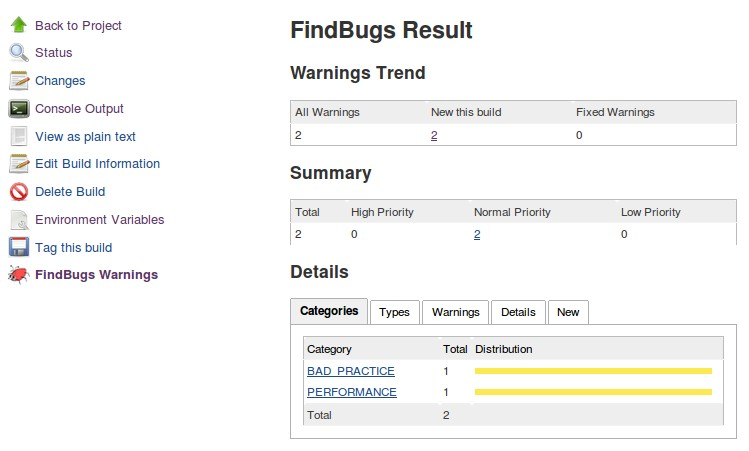 Back to Project
Status
Changes
Console Output
View as plain text
Edit Build Information
Delete Build
Environment Variables
Tag this build
FindBugs Warnings
FindBugs Result
Warnings Trend
All Warnings New this build Fixed Warnings
2 2 0
Summary
Total High Priority Normal Priority Low Priority
2 0 2 0
Details
Categories Types Warnings Details New
Category Total Distribution
BAD_PRACTICE 1
PERFORMANCE 1
Total 2